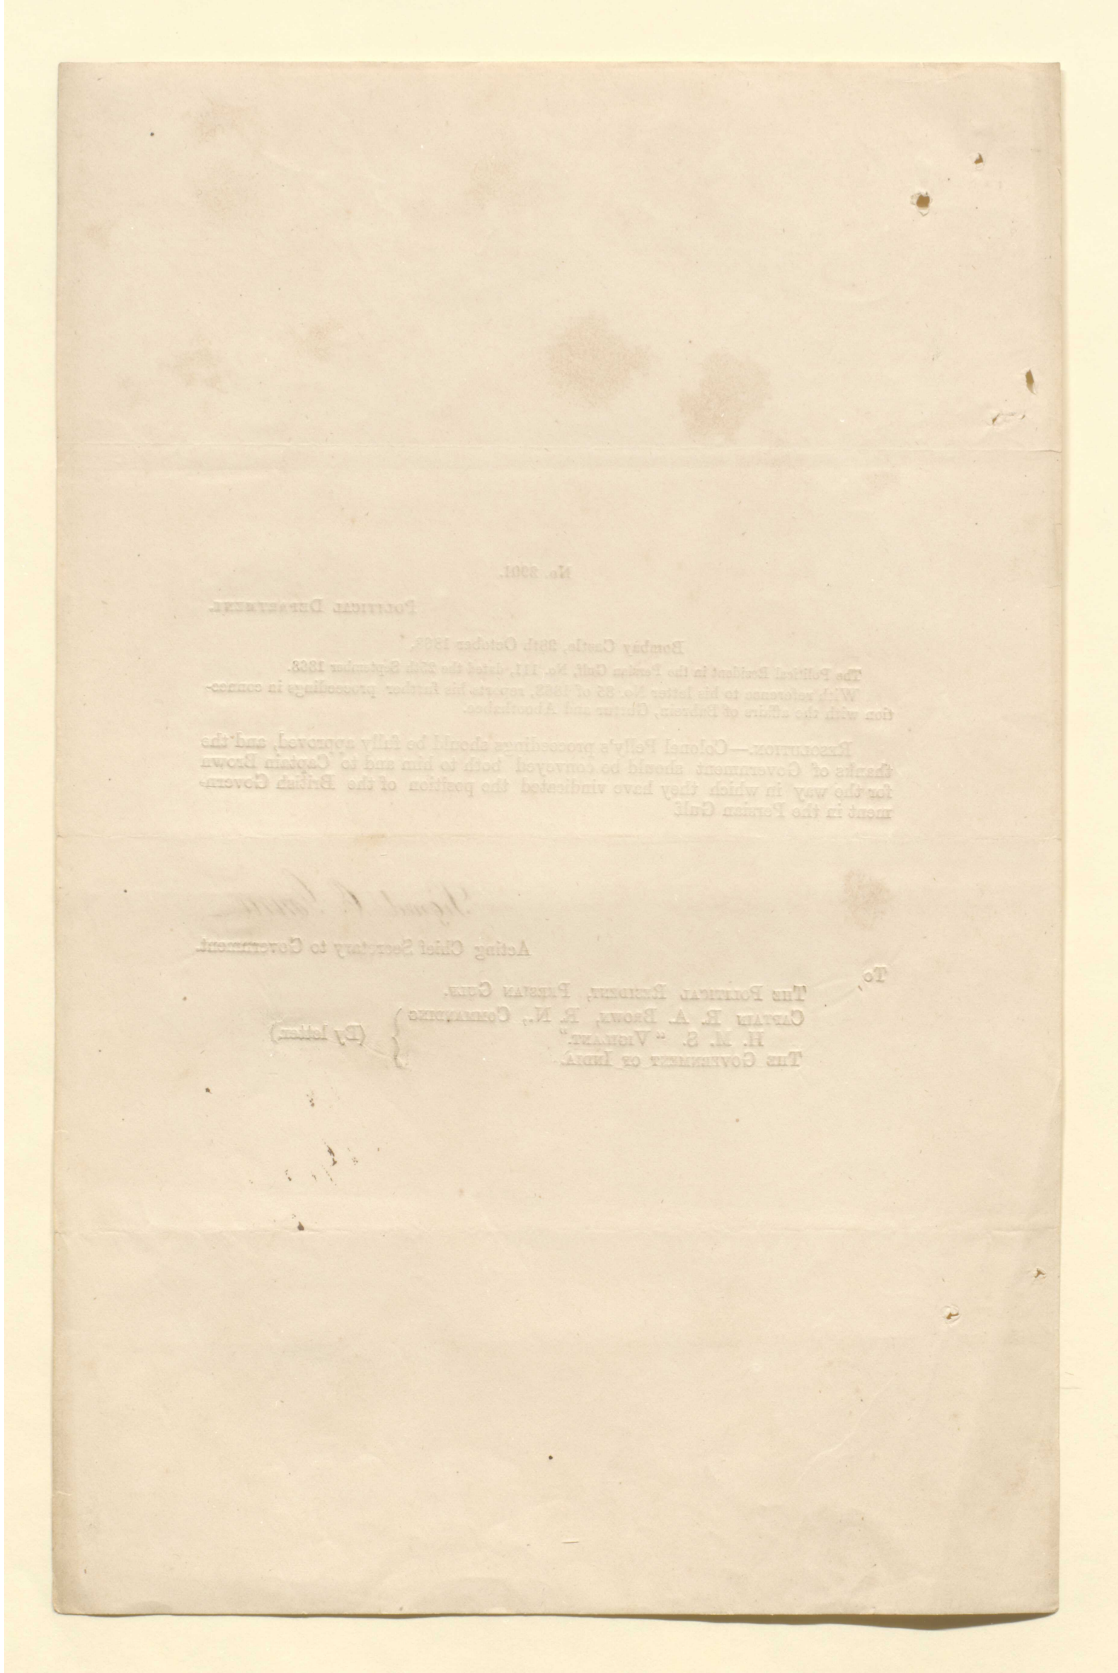 No.
POLITICAL DEPARTMENT.
Bombay Castle, 28th October 1868.
The Political Resident in the Persian Gulf, No. 111, dated the 25th September 1868.
With reference to his letter No. 85 of 1868, reports his further proceedings in connec-
tion with the affairs of Bahrein, Ghutur and Aboothabee.
RESOLUTION.—Colonel Pelly's proceedings should be fully approved, and the
thanks of Government should be conveyed both to him and to Captain Brown
for the way in which they have vindicated the position of the British Govern-
ment in the Persian Gulf
Signed
Acting Chief Secretary to Government.
To
THE POLITICAL RESIDENT, PERSIAN GULF.
CAPTAIN R. A. BROWN, R. N., COMMANDING
H. M. S. "VIGILANT." (By letter.)
THE GOVERNMENT OF INDIA.